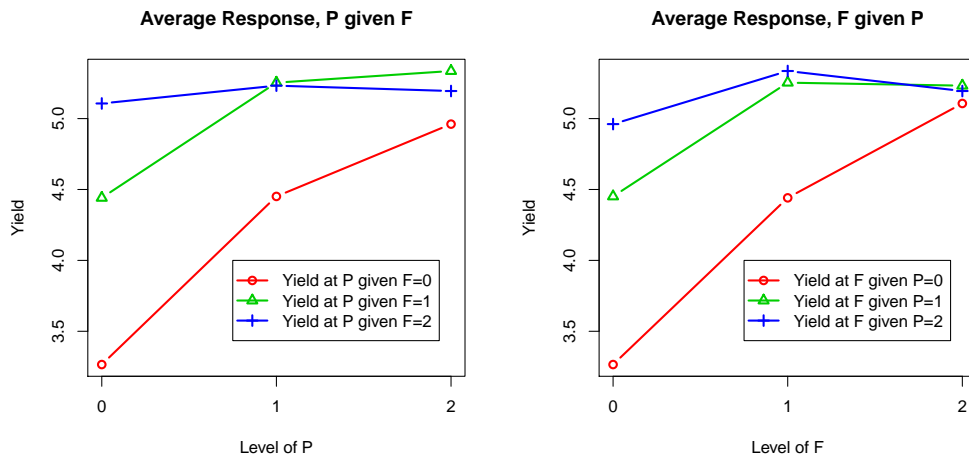 Average Response, P given F
Yield
5.0
4.5
4.0
3.5
Yield at P given F=0
Yield at P given F=1
Yield at P given F=2
0 1 2
Level of P
Average Response, F given P
Yield
5.0
4.5
4.0
3.5
Yield at F given P=0
Yield at F given P=1
Yield at F given P=2
0 1 2
Level of F